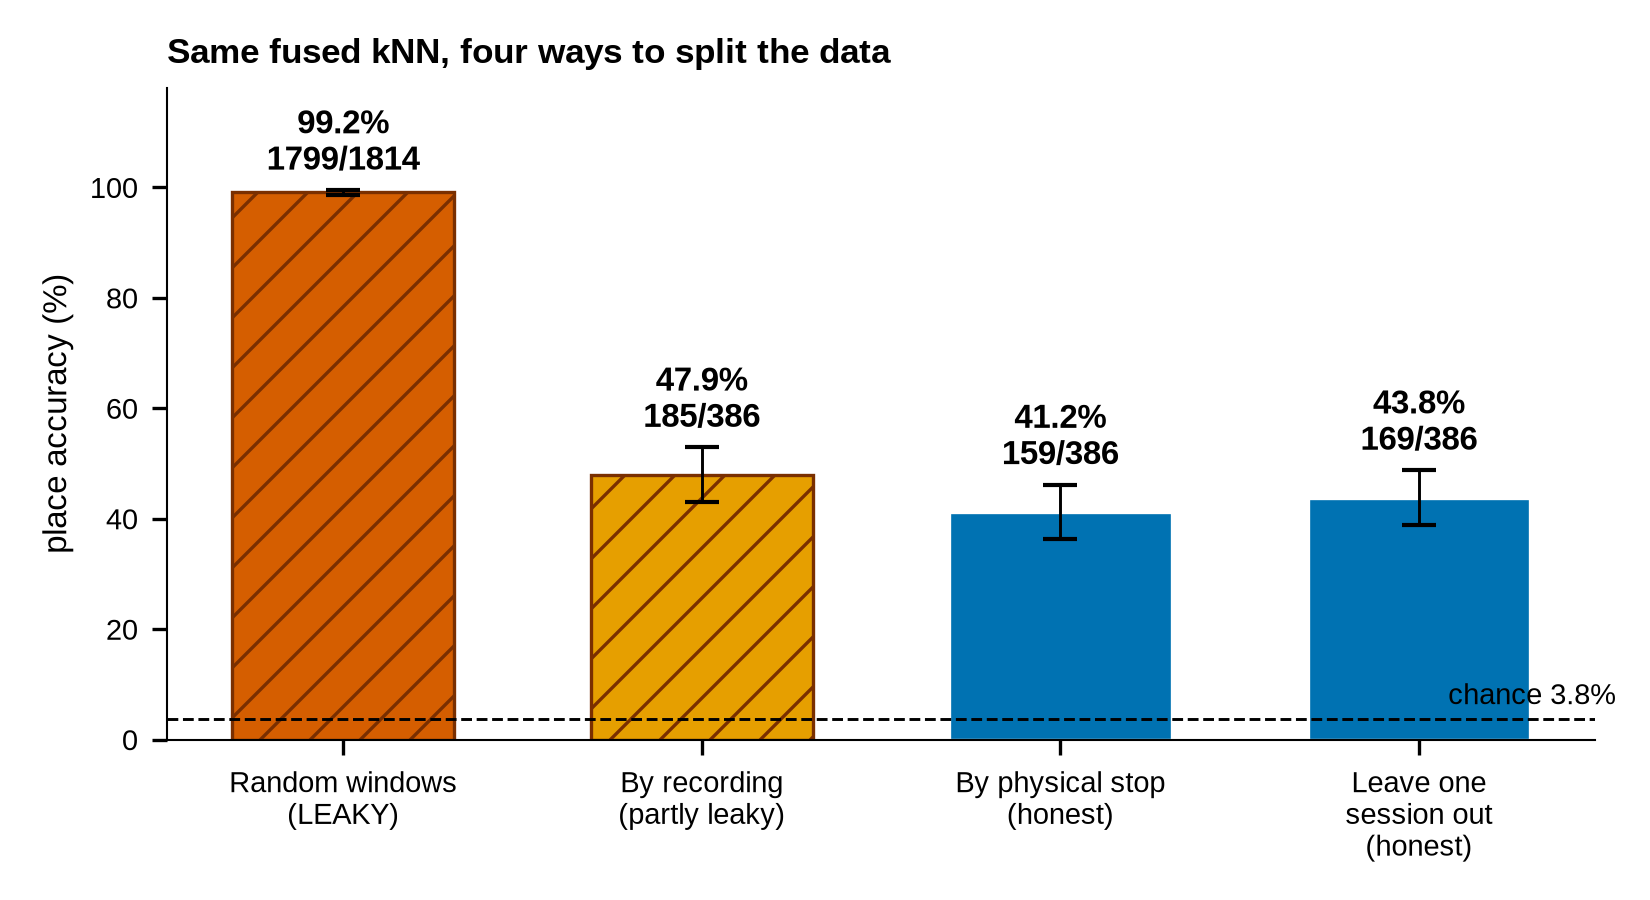 Same fused kNN, four ways to split the data
99.2%
1799/1814
47.9%
185/386
41.2%
159/386
43.8%
169/386
place accuracy (%)
100
80
60
40
20
0
chance 3.8%
Random windows
(LEAKY)
By recording
(partly leaky)
By physical stop
(honest)
Leave one
session out
(honest)